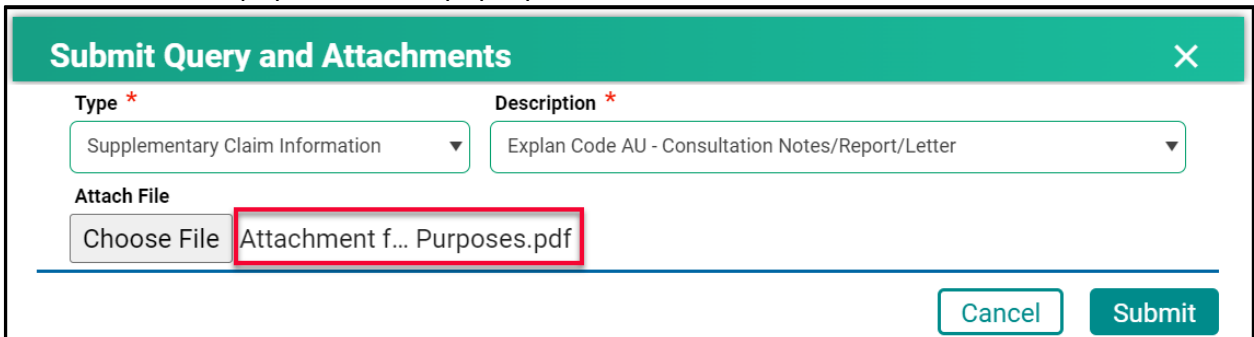 Submit Query and Attachments
Type * Description *
Supplementary Claim Information Explan Code AU - Consultation Notes/Report/Letter
Attach File
Choose File Attachment f... Purposes.pdf
Cancel Submit